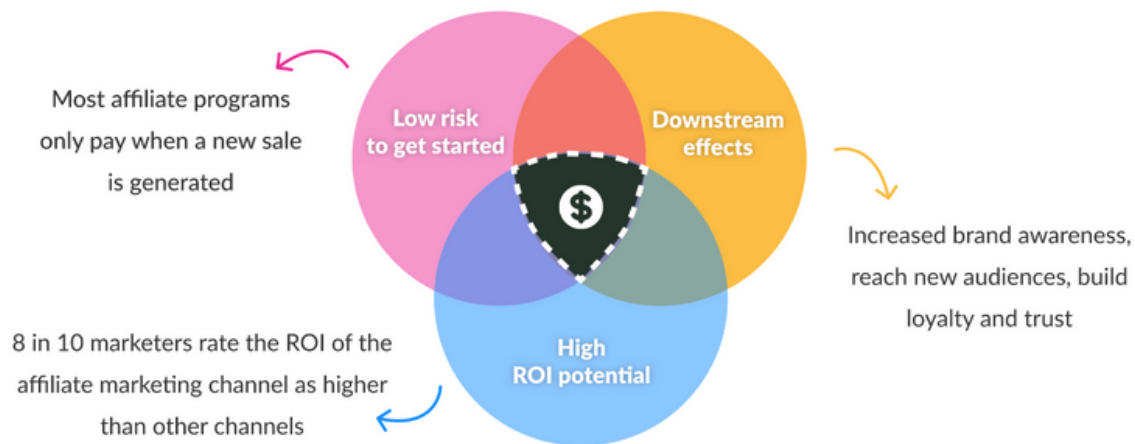 Most affiliate programs
only pay when a new sale
is generated
Low risk
to get started
Downstream
effects
$
Increased brand awareness,
reach new audiences, build
loyalty and trust
8 in 10 marketers rate the ROI of the
affiliate marketing channel as higher
than other channels
High
ROI potential